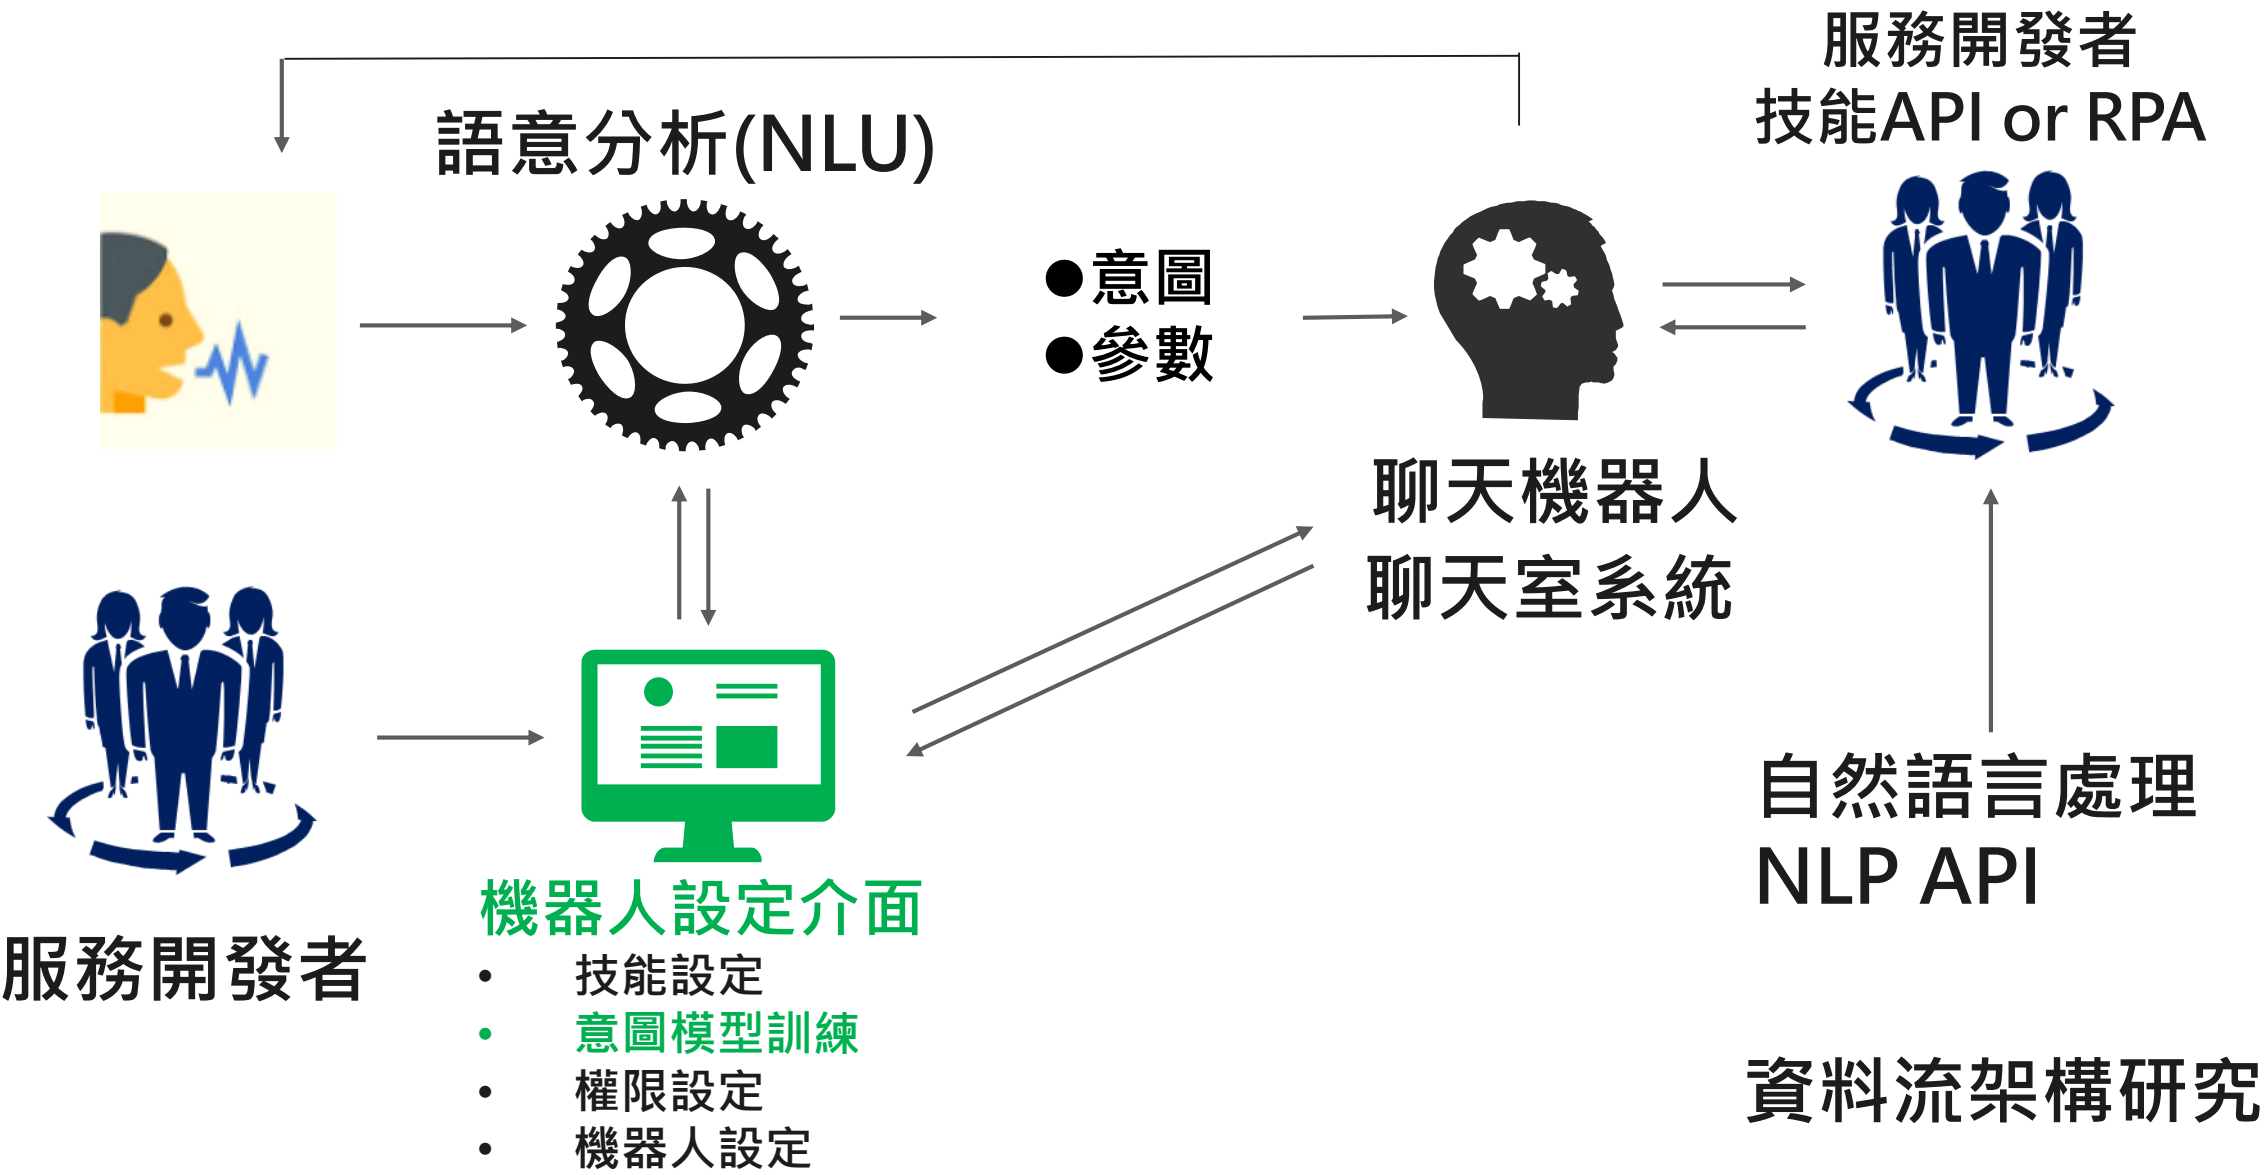 服務開發者
技能API or RPA
語意分析(NLU)
●意圖
●參數
聊天機器人
聊天室系統
自然語言處理
NLP API
服務開發者
機器人設定介面
• 技能設定
• 意圖模型訓練
• 權限設定
• 機器人設定
資料流架構研究